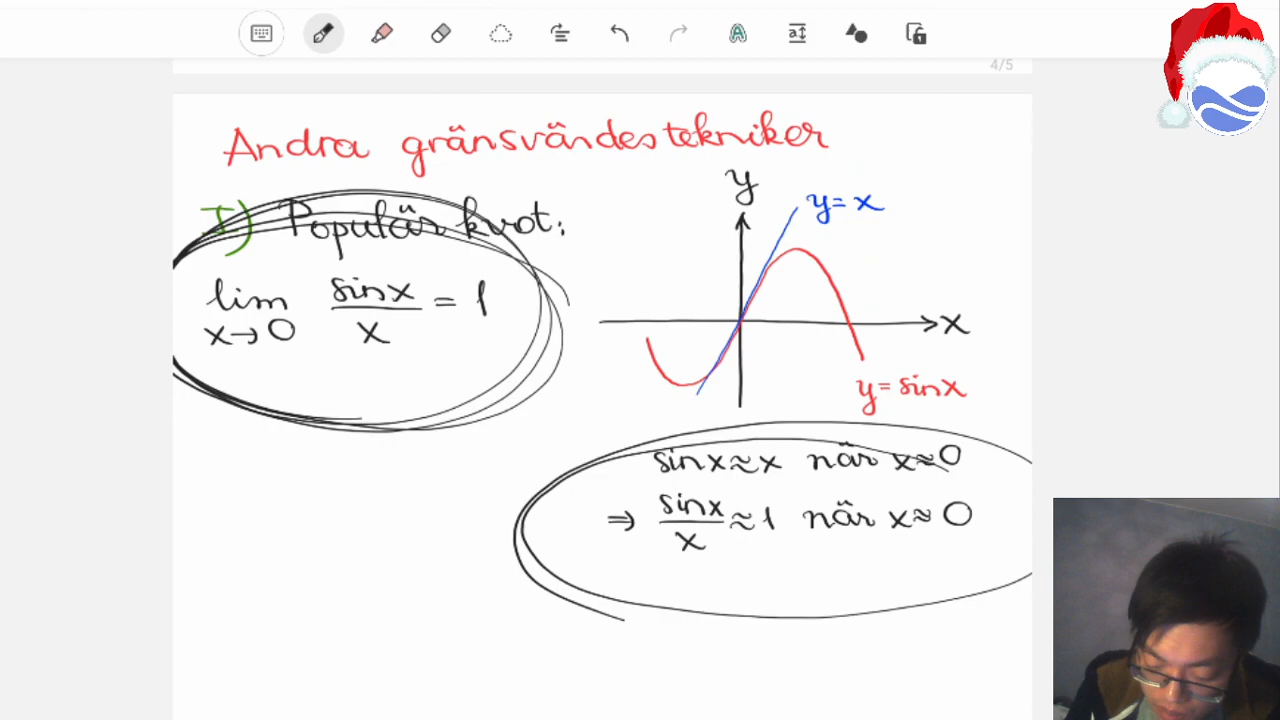 4/5
Andra gränsvärdestekniker
I) Populär kvot:
lim x→0 sinx/x = 1
y
y=x
x
y=sinx
sinx≈x när x≈0
⇒ sinx/x ≈1 när x≈0